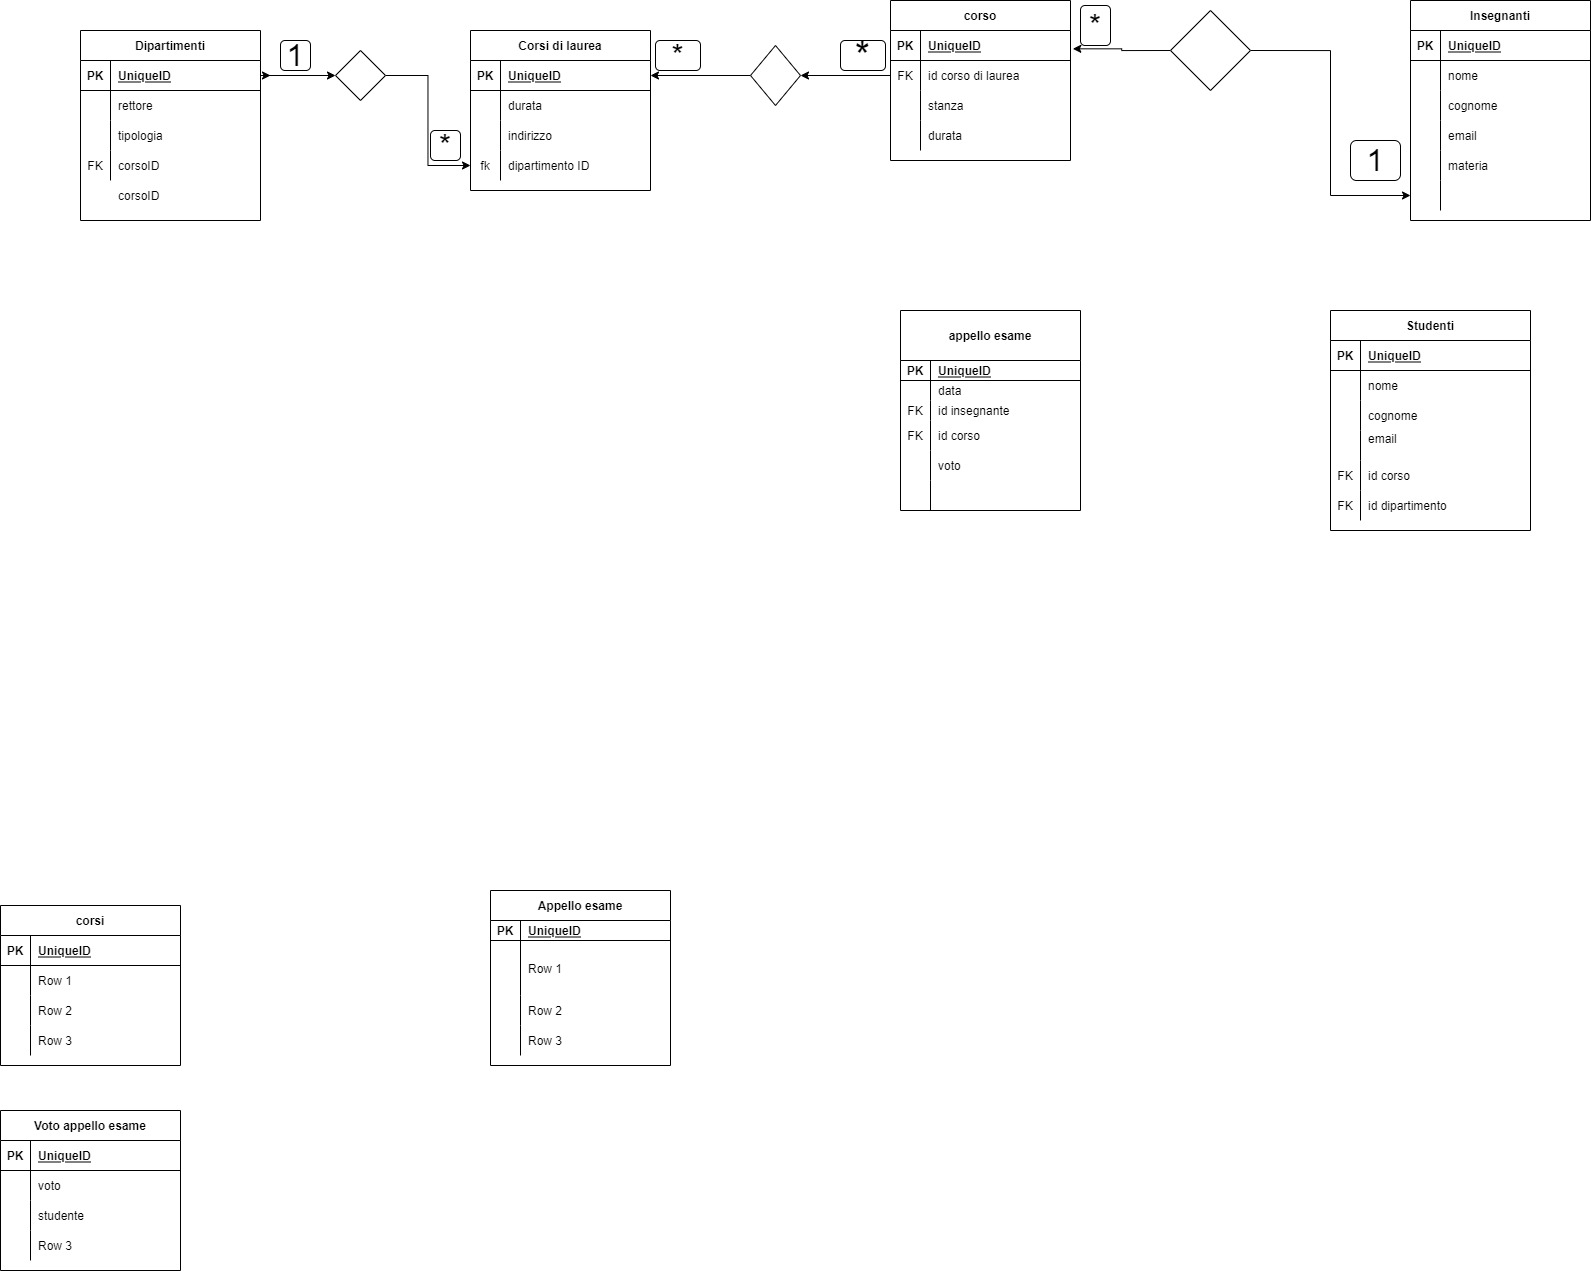 Dipartimenti
PK UniqueID
rettore
tipologia
FK corsoID
corsoID
1
*
Corsi di laurea
PK UniqueID
durata
indirizzo
fk dipartimento ID
*
*
corso
PK UniqueID
FK id corso di laurea
stanza
durata
*
1
Insegnanti
PK UniqueID
nome
cognome
email
materia
appello esame
PK UniqueID
data
FK id insegnante
FK id corso
voto
Studenti
PK UniqueID
nome
cognome
email
FK id corso
FK id dipartimento
corsi
PK UniqueID
Row 1
Row 2
Row 3
Appello esame
PK UniqueID
Row 1
Row 2
Row 3
Voto appello esame
PK UniqueID
voto
studente
Row 3